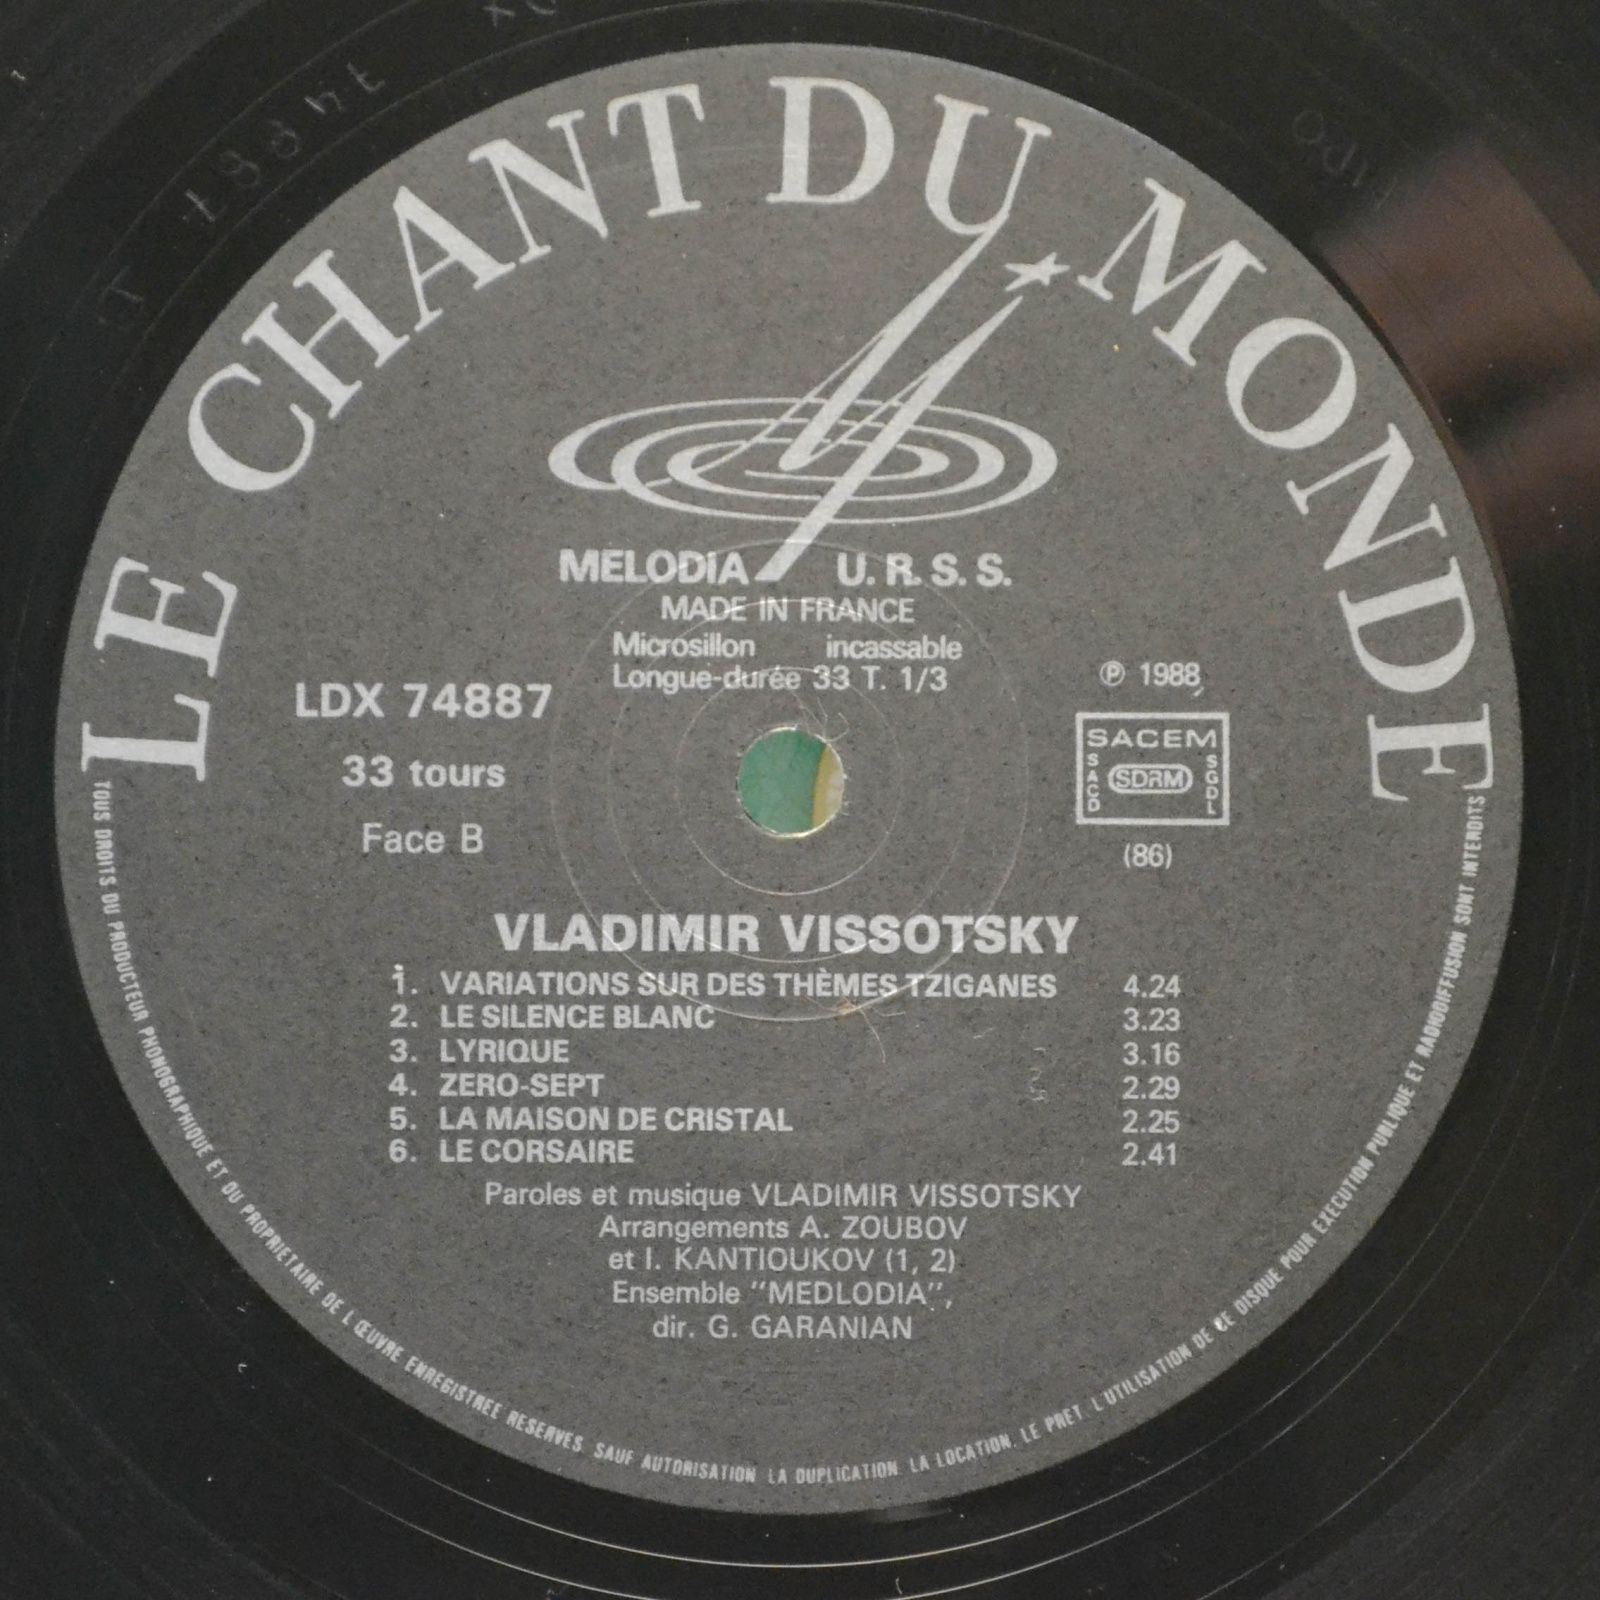 LE CHANT DU MONDE
MELODIA U. R. S. S.
MADE IN FRANCE
Microsillon incassable
Longue-durée 33 T. 1/3
LDX 74887
33 tours
Face B
℗ 1988
SACEM
SACD SDRM SGDL
(86)
VLADIMIR VISSOTSKY
1. VARIATIONS SUR DES THÈMES TZIGANES 4.24
2. LE SILENCE BLANC 3.23
3. LYRIQUE 3.16
4. ZERO-SEPT 2.29
5. LA MAISON DE CRISTAL 2.25
6. LE CORSAIRE 2.41
Paroles et musique VLADIMIR VISSOTSKY
Arrangements A. ZOUBOV
et I. KANTIOUKOV (1, 2)
Ensemble "MEDLODIA",
dir. G. GARANIAN
TOUS DROITS DU PRODUCTEUR PHONOGRAPHIQUE ET DU PROPRIETAIRE DE L'ŒUVRE ENREGISTREE RESERVES. SAUF AUTORISATION LA DUPLICATION. LA LOCATION. LE PRET. L'UTILISATION DE CE DISQUE POUR EXECUTION PUBLIQUE ET RADIODIFFUSION SONT INTERDITS